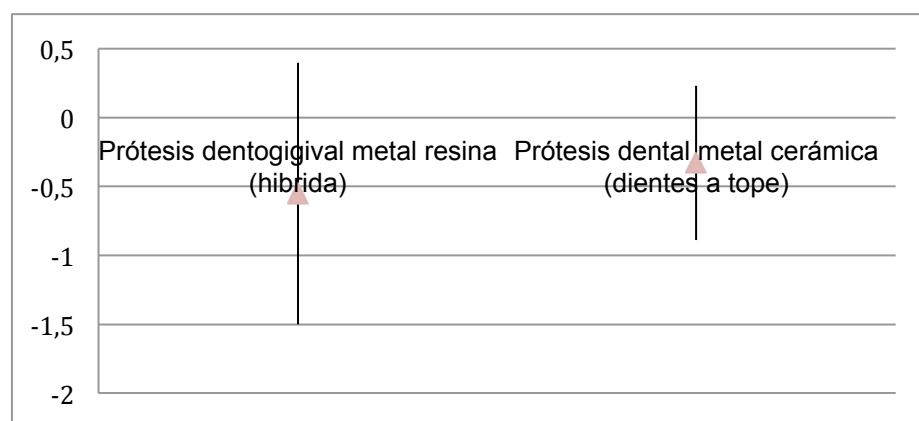 0,5
0
Prótesis dentogigival metal resina
(hibrida)
Prótesis dental metal cerámica
(dientes a tope)
-0,5
-1
-1,5
-2